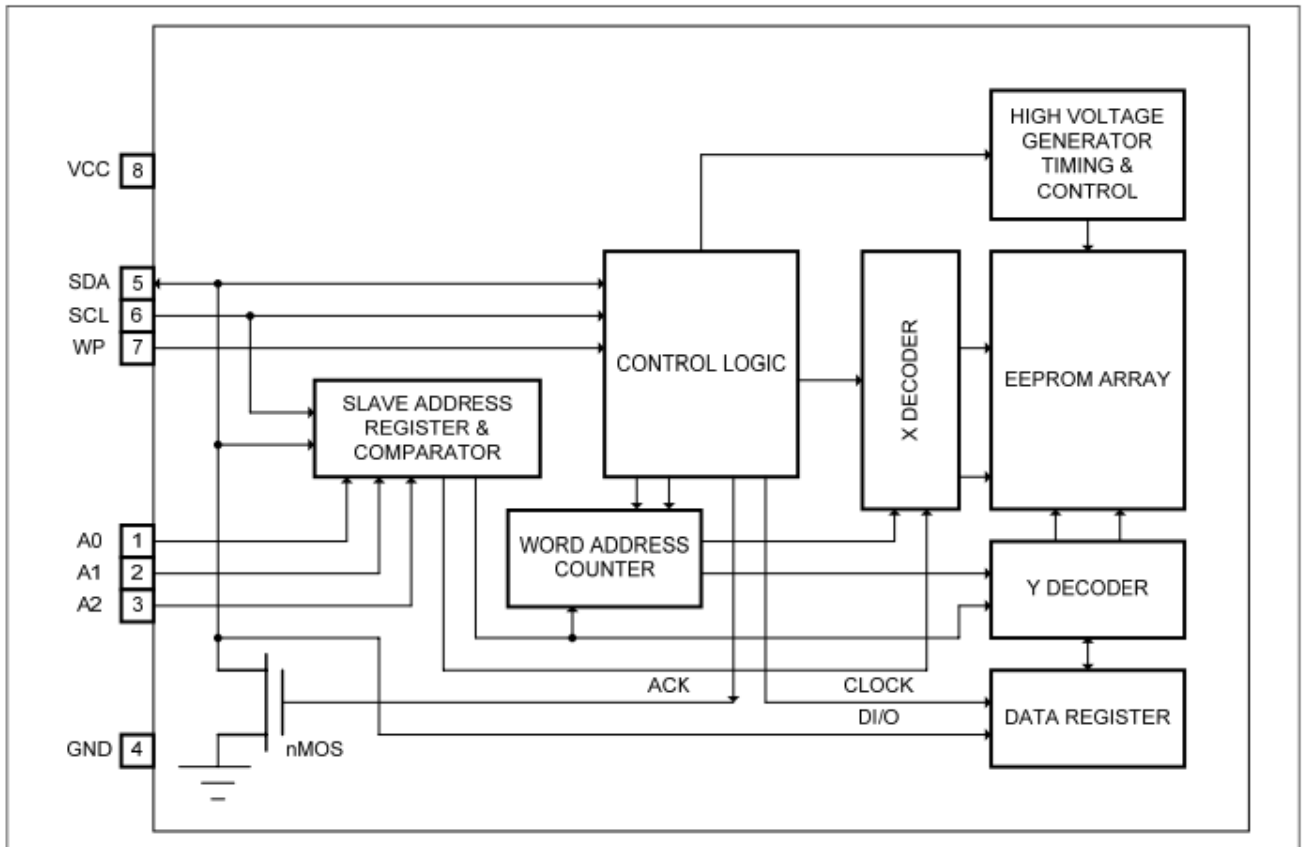 HIGH VOLTAGE
GENERATOR
TIMING &
CONTROL
VCC 8
SDA 5
SCL 6
WP 7
CONTROL LOGIC
X DECODER
EEPROM ARRAY
SLAVE ADDRESS
REGISTER &
COMPARATOR
A0 1
A1 2
A2 3
WORD ADDRESS
COUNTER
Y DECODER
ACK
CLOCK
DI/O
DATA REGISTER
GND 4
nMOS